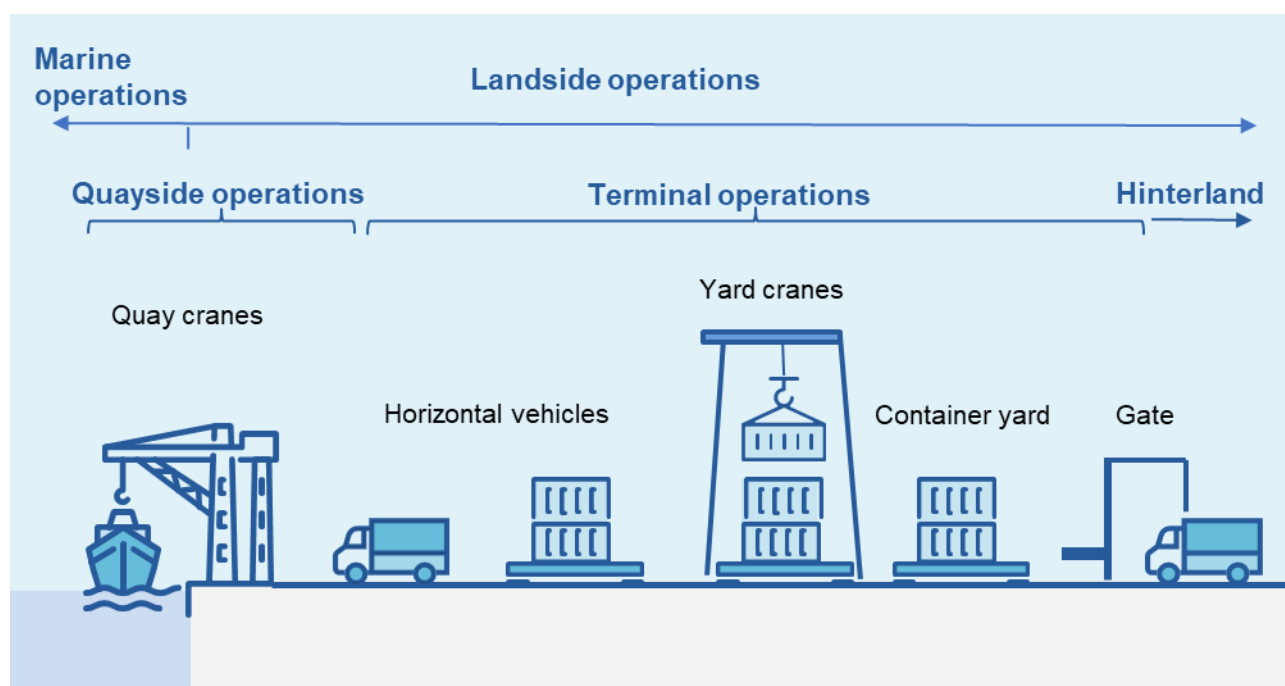 Marine
operations
Landside operations
Quayside operations
Terminal operations
Hinterland
Yard cranes
Quay cranes
Horizontal vehicles
Container yard
Gate